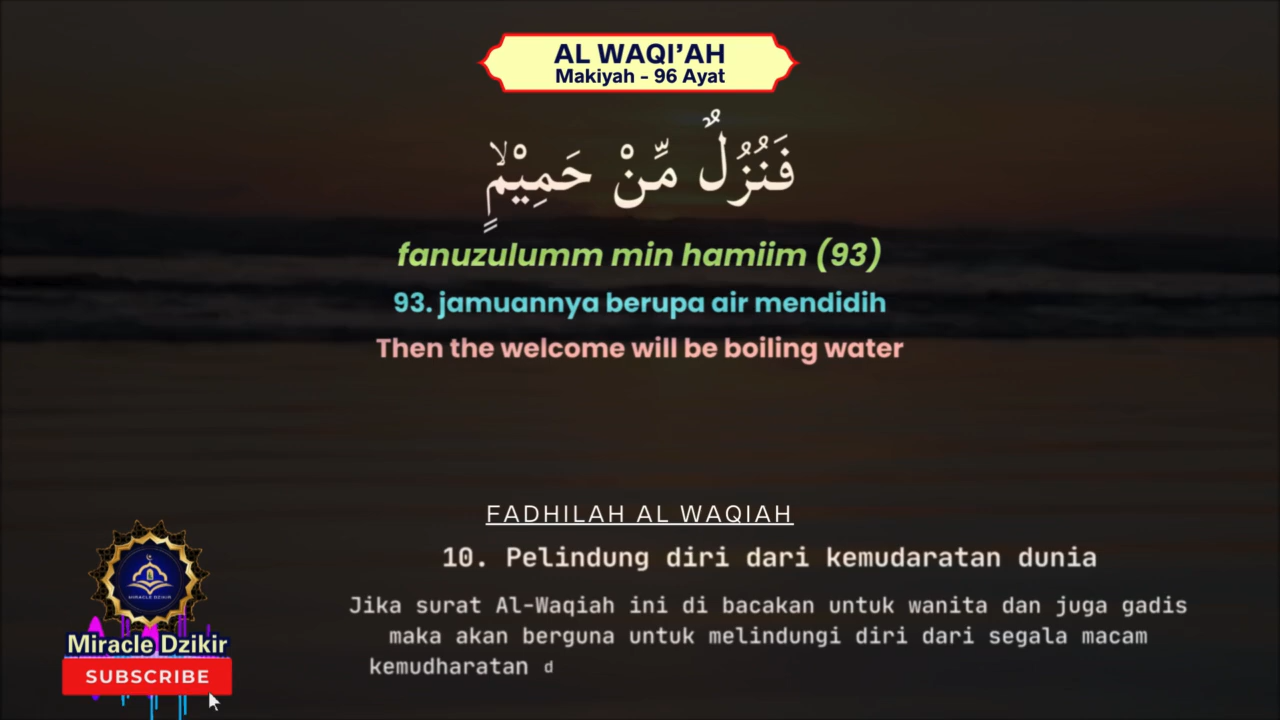 AL WAQI’AH
Makiyah - 96 Ayat
فَنُزُلٌ مِّنْ حَمِيْمٍۙ
fanuzulumm min hamiim (93)
93. jamuannya berupa air mendidih
Then the welcome will be boiling water
FADHILAH AL WAQIAH
10. Pelindung diri dari kemudaratan dunia
Jika surat Al-Waqiah ini di bacakan untuk wanita dan juga gadis
maka akan berguna untuk melindungi diri dari segala macam
kemudharatan d
MIRACLE DZIKIR
Miracle Dzikir
SUBSCRIBE